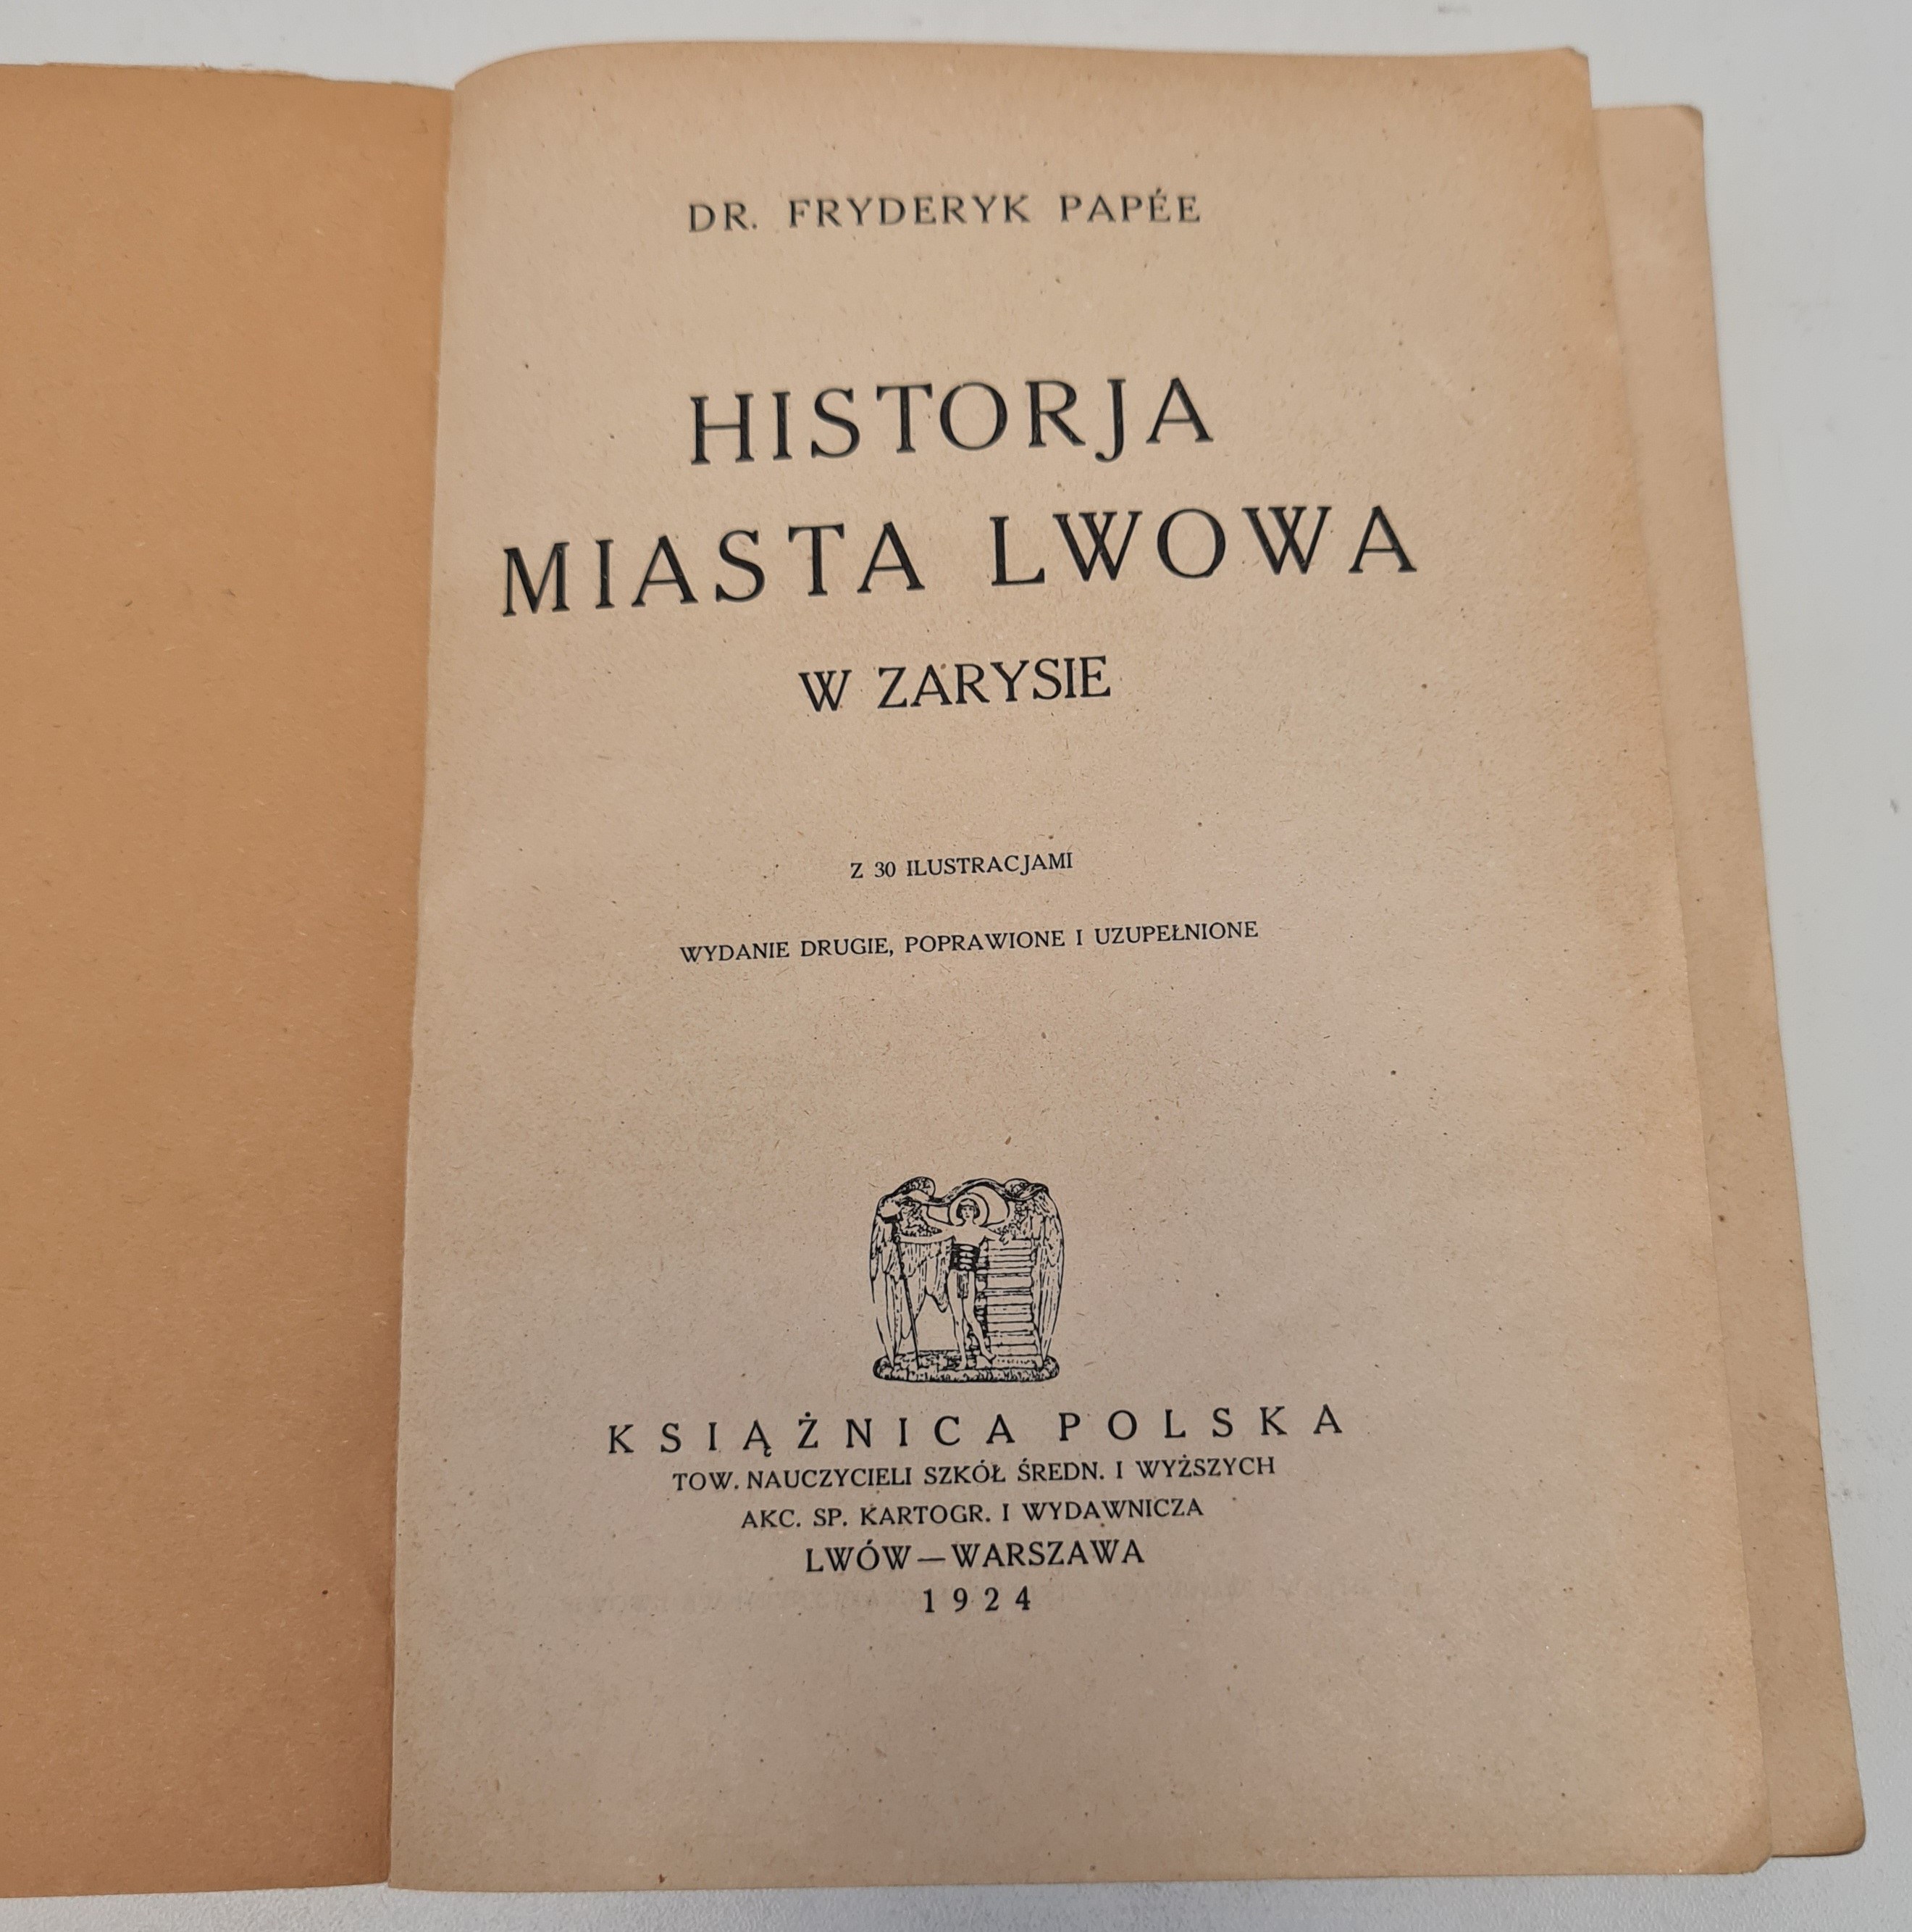 DR. FRYDERYK PAPÉE
HISTORJA
MIASTA LWOWA
W ZARYSIE
Z 30 ILUSTRACJAMI
WYDANIE DRUGIE, POPRAWIONE I UZUPEŁNIONE
KSIĄŻNICA POLSKA
TOW. NAUCZYCIELI SZKÓŁ ŚREDN. I WYŻSZYCH
AKC. SP. KARTOGR. I WYDAWNICZA
LWÓW—WARSZAWA
1924